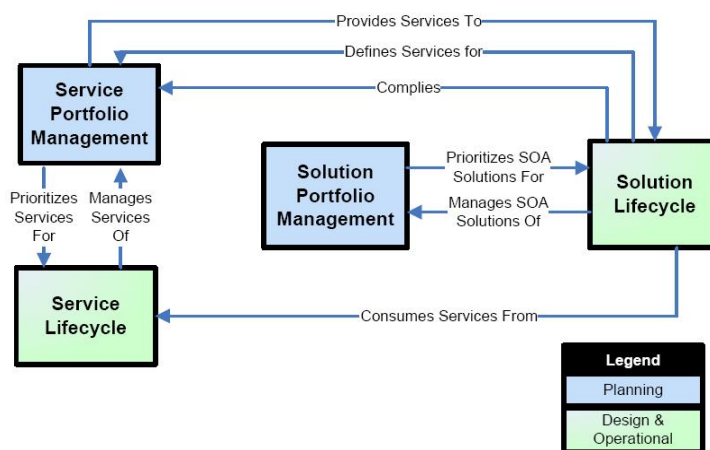 Provides Services To
Defines Services for
Complies
Service
Portfolio
Management
Prioritizes
Services
For
Manages
Services
Of
Solution
Portfolio
Management
Prioritizes SOA
Solutions For
Manages SOA
Solutions Of
Solution
Lifecycle
Service
Lifecycle
Consumes Services From
Legend
Planning
Design &
Operational